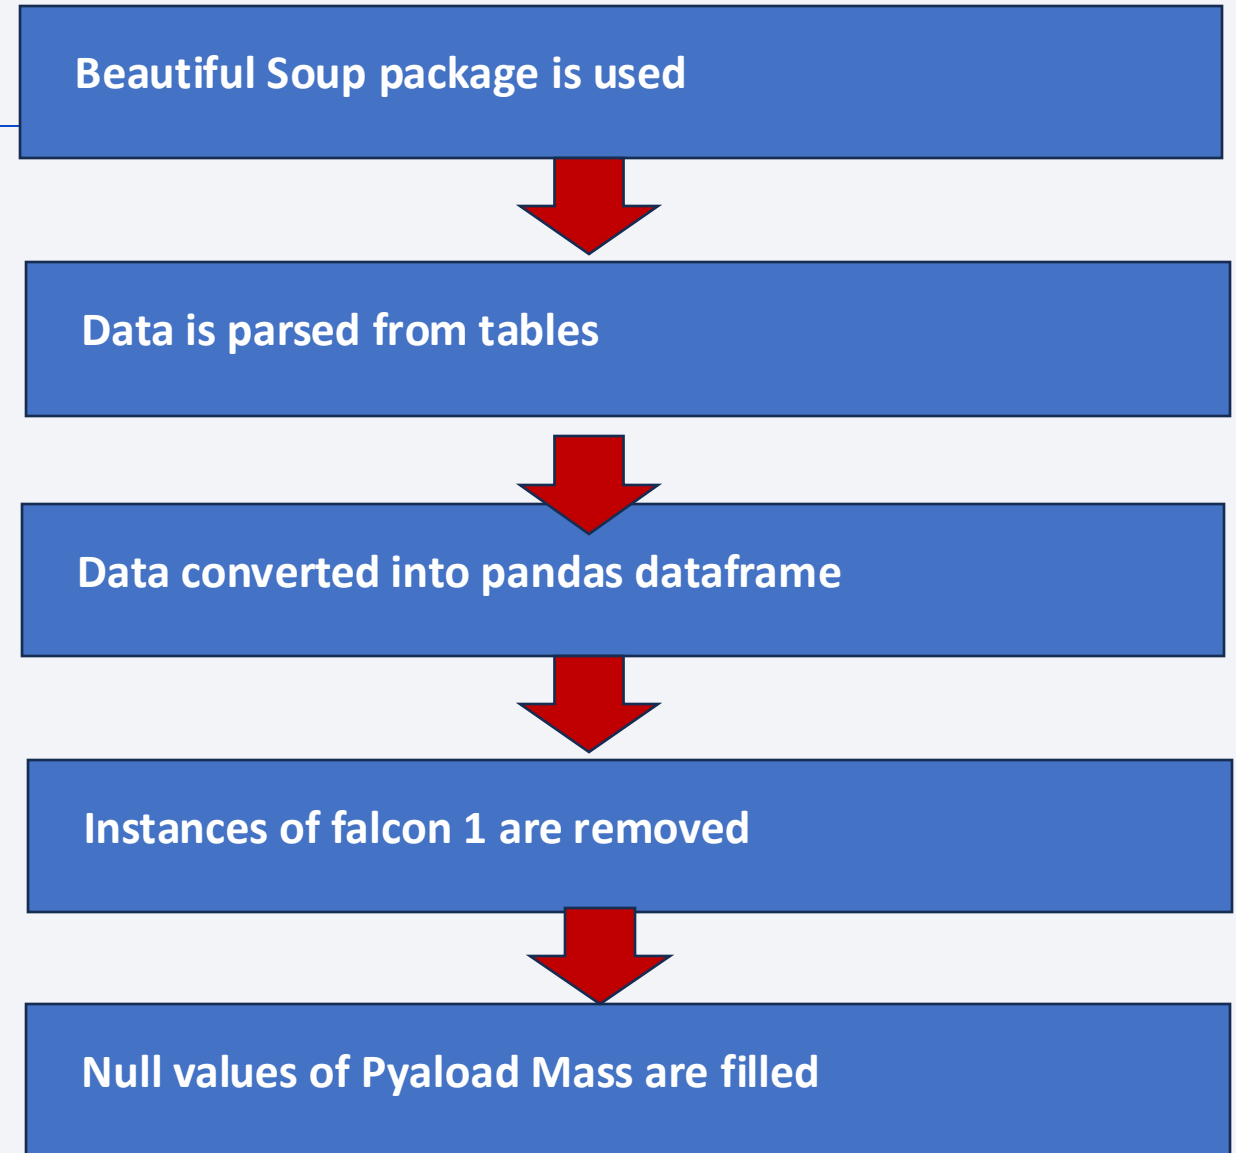 Beautiful Soup package is used
Data is parsed from tables
Data converted into pandas dataframe
Instances of falcon 1 are removed
Null values of Pyaload Mass are filled